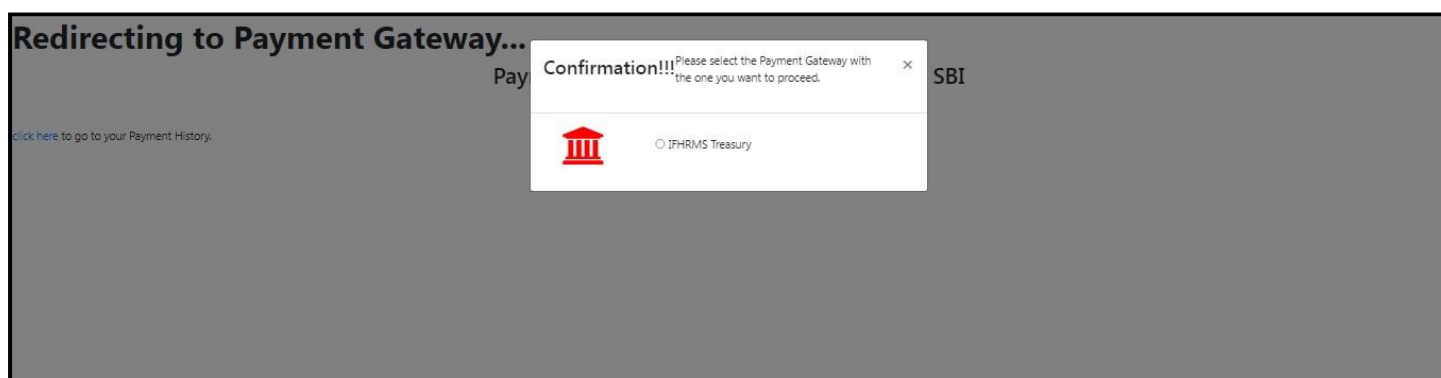 Redirecting to Payment Gateway...
Confirmation!!!
Please select the Payment Gateway with
the one you want to proceed.
×
Pay
SBI
click here to go to your Payment History.
IFHRMS Treasury